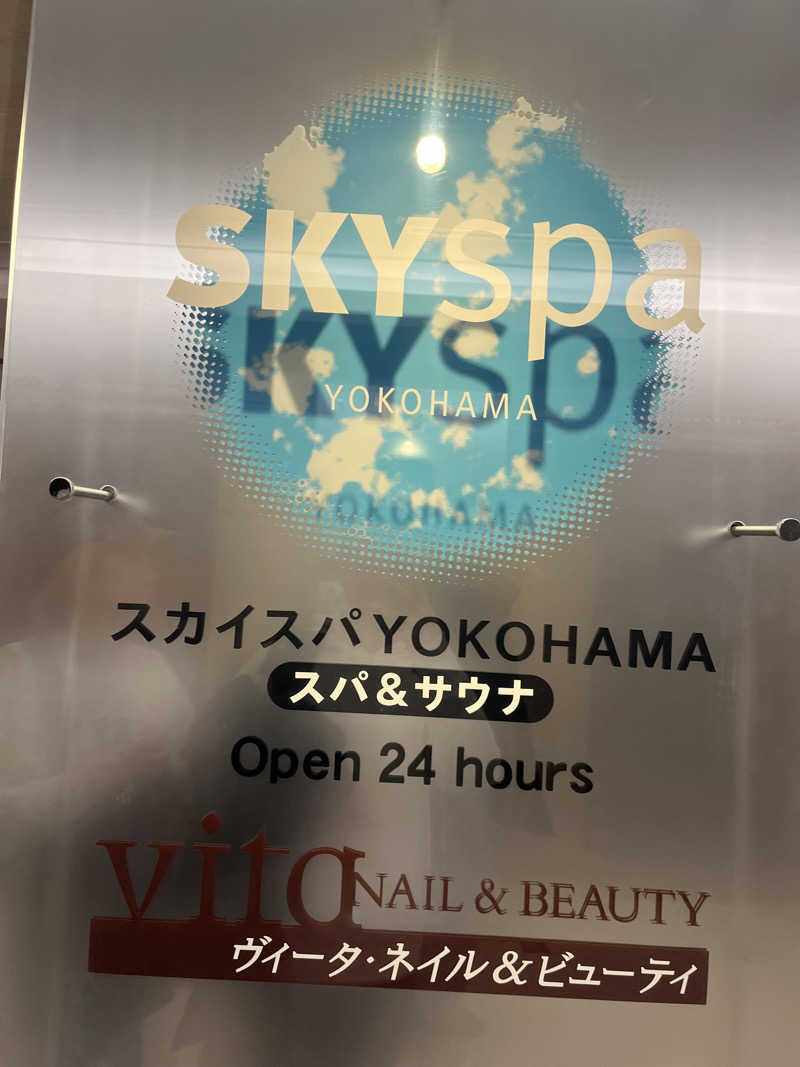 SKYspa
YOKOHAMA
スカイスパYOKOHAMA
スパ&サウナ
Open 24 hours
vita NAIL & BEAUTY
ヴィータ・ネイル&ビューティ